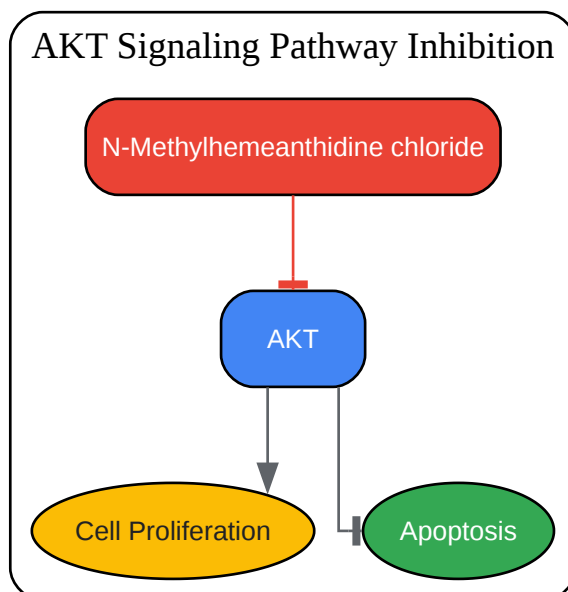 AKT Signaling Pathway Inhibition
N-Methylhemeanthidine chloride
AKT
Cell Proliferation
Apoptosis